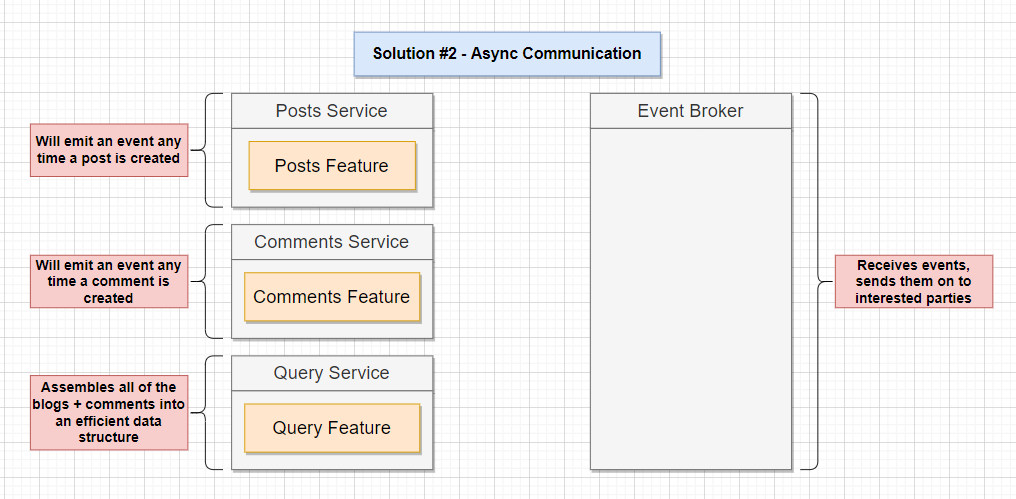 Solution #2 - Async Communication
Will emit an event any
time a post is created
Posts Service
Posts Feature
Will emit an event any
time a comment is
created
Comments Service
Comments Feature
Assembles all of the
blogs + comments into
an efficient data
structure
Query Service
Query Feature
Event Broker
Receives events,
sends them on to
interested parties